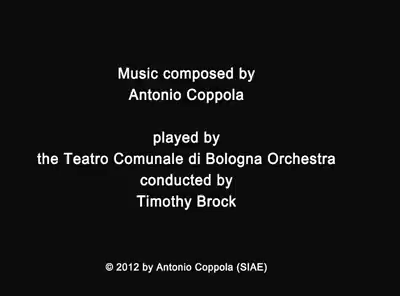 Music composed by
Antonio Coppola
played by
the Teatro Comunale di Bologna Orchestra
conducted by
Timothy Brock
© 2012 by Antonio Coppola (SIAE)